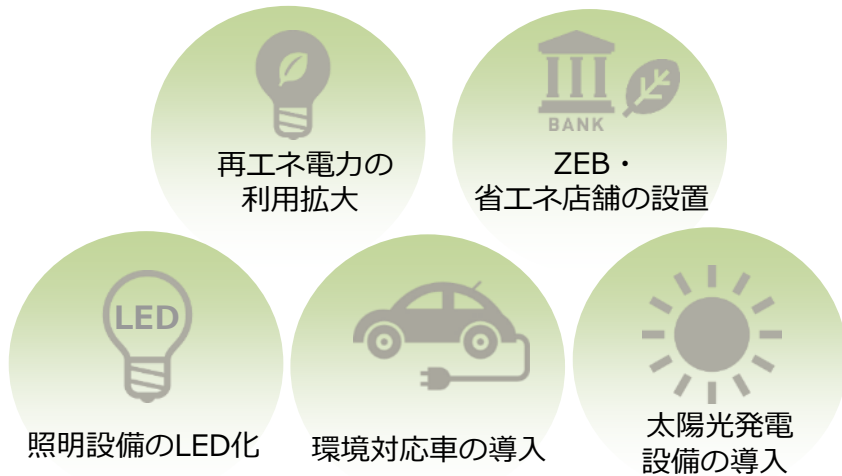 BANK
再エネ電力の
利用拡大
ZEB・
省エネ店舗の設置
LED
照明設備のLED化
環境対応車の導入
太陽光発電
設備の導入